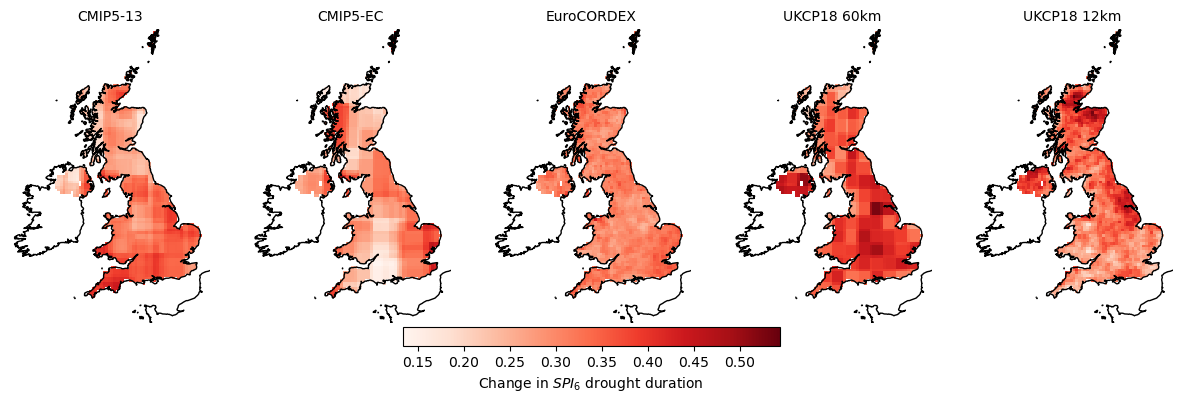 CMIP5-13 CMIP5-EC EuroCORDEX UKCP18 60km UKCP18 12km
0.15 0.20 0.25 0.30 0.35 0.40 0.45 0.50
Change in SPI₆ drought duration